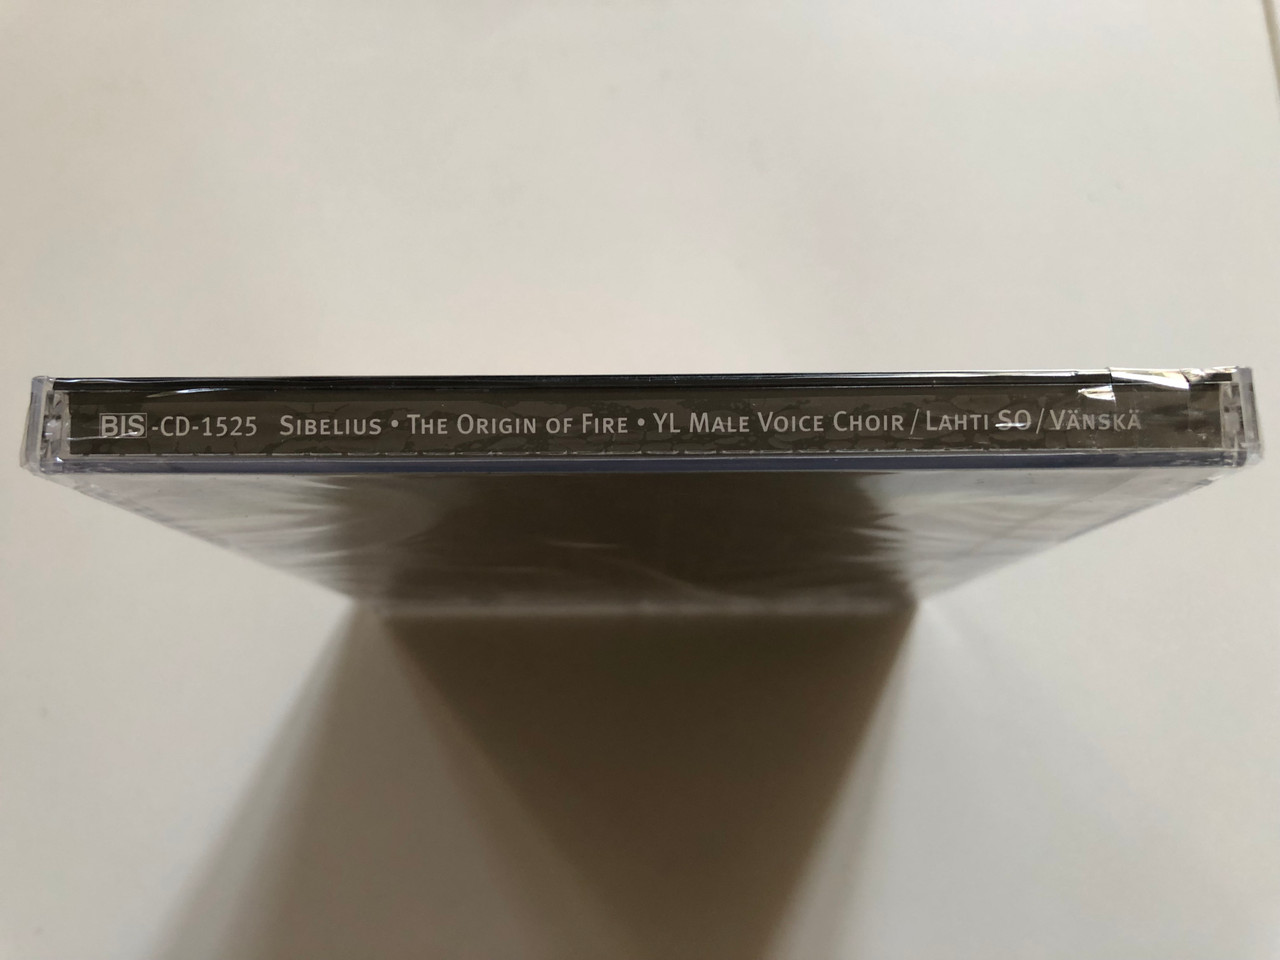 BIS-CD-1525 Sibelius • The Origin of Fire • YL Male Voice Choir / Lahti SO / Vänskä